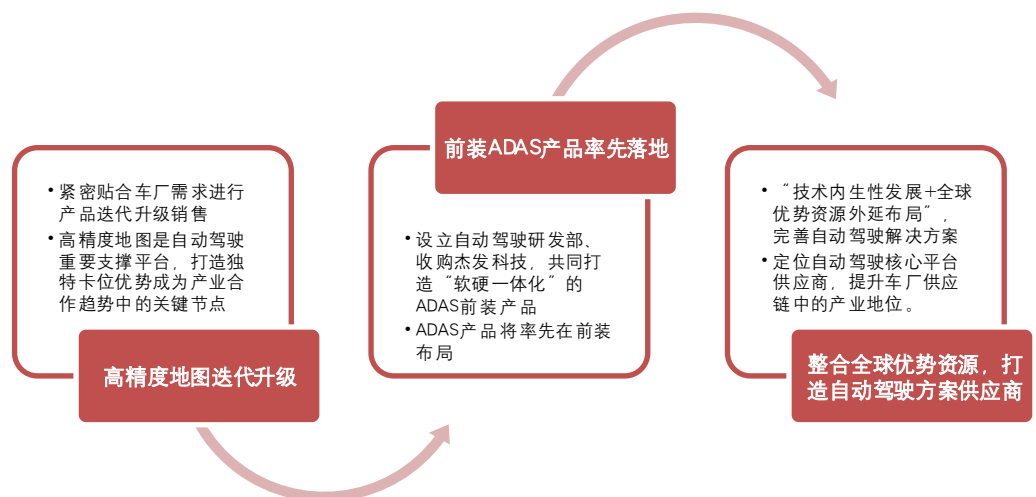 • 紧密贴合车厂需求进行
产品迭代升级销售
• 高精度地图是自动驾驶
重要支撑平台，打造独
特卡位优势成为产业合
作趋势中的关键节点
高精度地图迭代升级
前装ADAS产品率先落地
• 设立自动驾驶研发部、
收购杰发科技，共同打
造“软硬一体化”的
ADAS前装产品
• ADAS产品将率先在前装
布局
• “技术内生性发展+全球
优势资源外延布局”，
完善自动驾驶解决方案
• 定位自动驾驶核心平台
供应商，提升车厂供应
链中的产业地位。
整合全球优势资源，打
造自动驾驶方案供应商